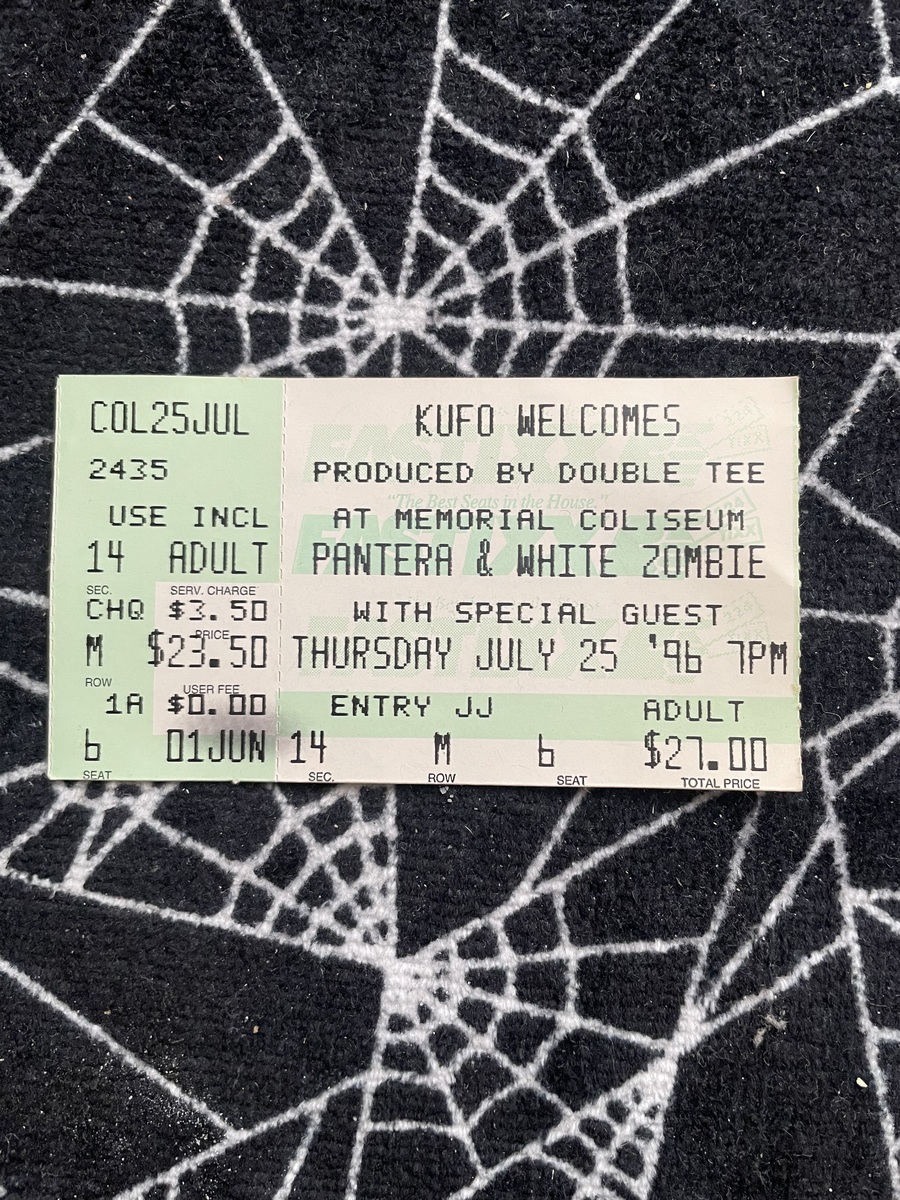 COL25JUL
2435
USE INCL
14 ADULT
SEC. SERV. CHARGE
CHQ $3.50
PRICE
M $23.50
ROW USER FEE
1A $0.00
6 01JUN
SEAT
KUFO WELCOMES
PRODUCED BY DOUBLE TEE
"The Best Seats in the House."
AT MEMORIAL COLISEUM
FASTIXX
PANTERA & WHITE ZOMBIE
WITH SPECIAL GUEST
THURSDAY JULY 25 '96 7PM
ENTRY JJ ADULT
14 M 6 $27.00
SEC. ROW SEAT TOTAL PRICE